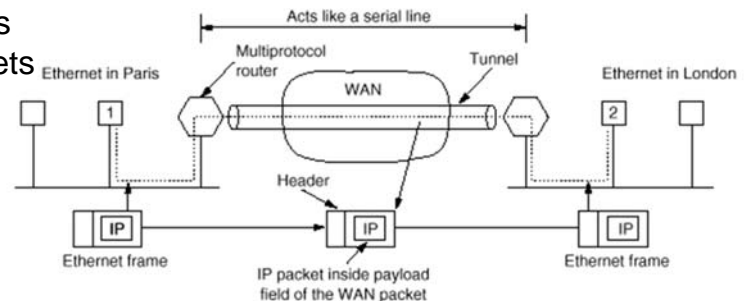 s
ets
Acts like a serial line
Multiprotocol
router
Tunnel
Ethernet in Paris
WAN
Ethernet in London
1
2
Header
IP
IP
IP
Ethernet frame
Ethernet frame
IP packet inside payload
field of the WAN packet